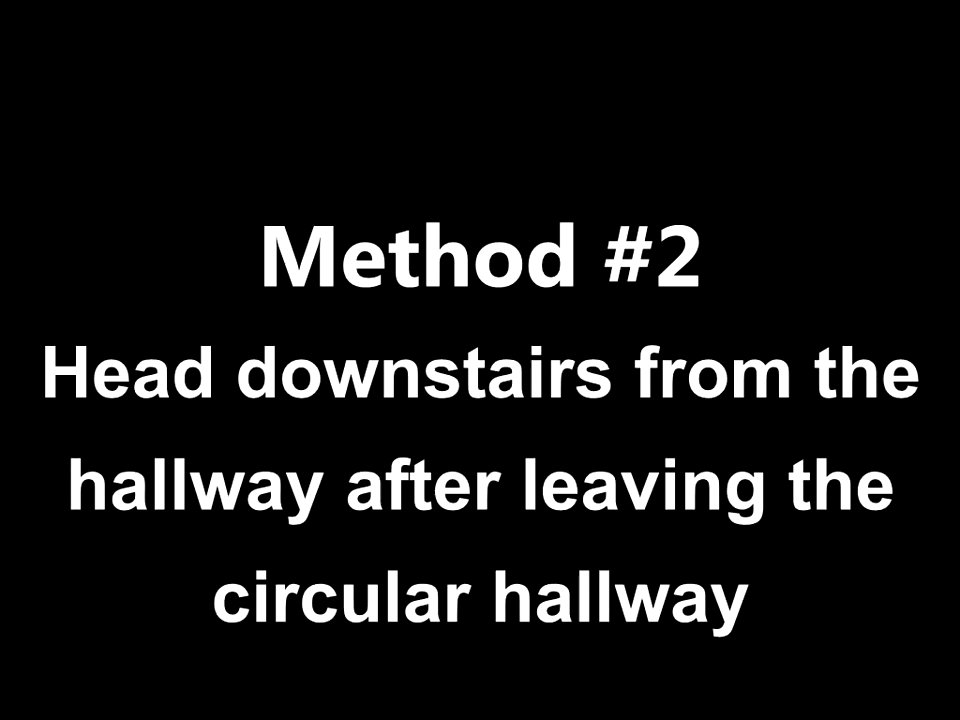 Method #2
Head downstairs from the
hallway after leaving the
circular hallway